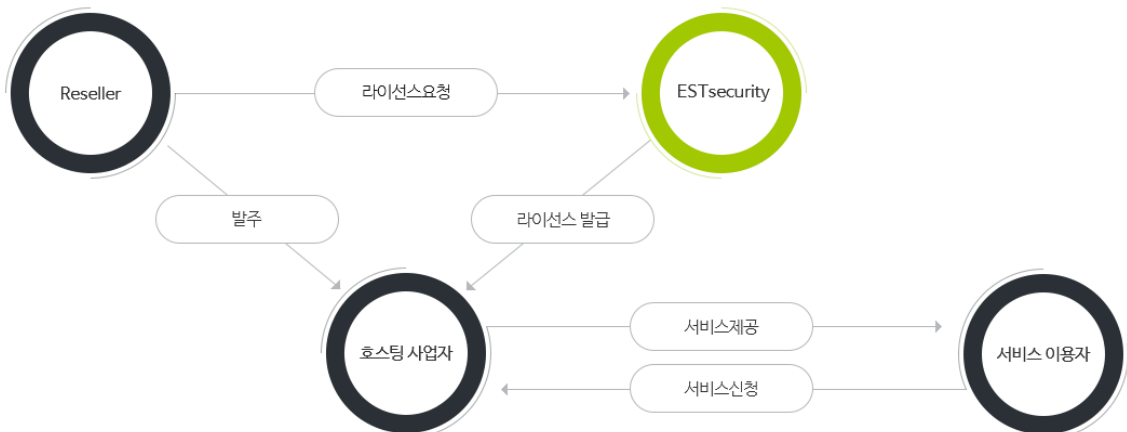 Reseller
라이선스요청
ESTsecurity
발주
라이선스 발급
호스팅 사업자
서비스제공
서비스 이용자
서비스신청